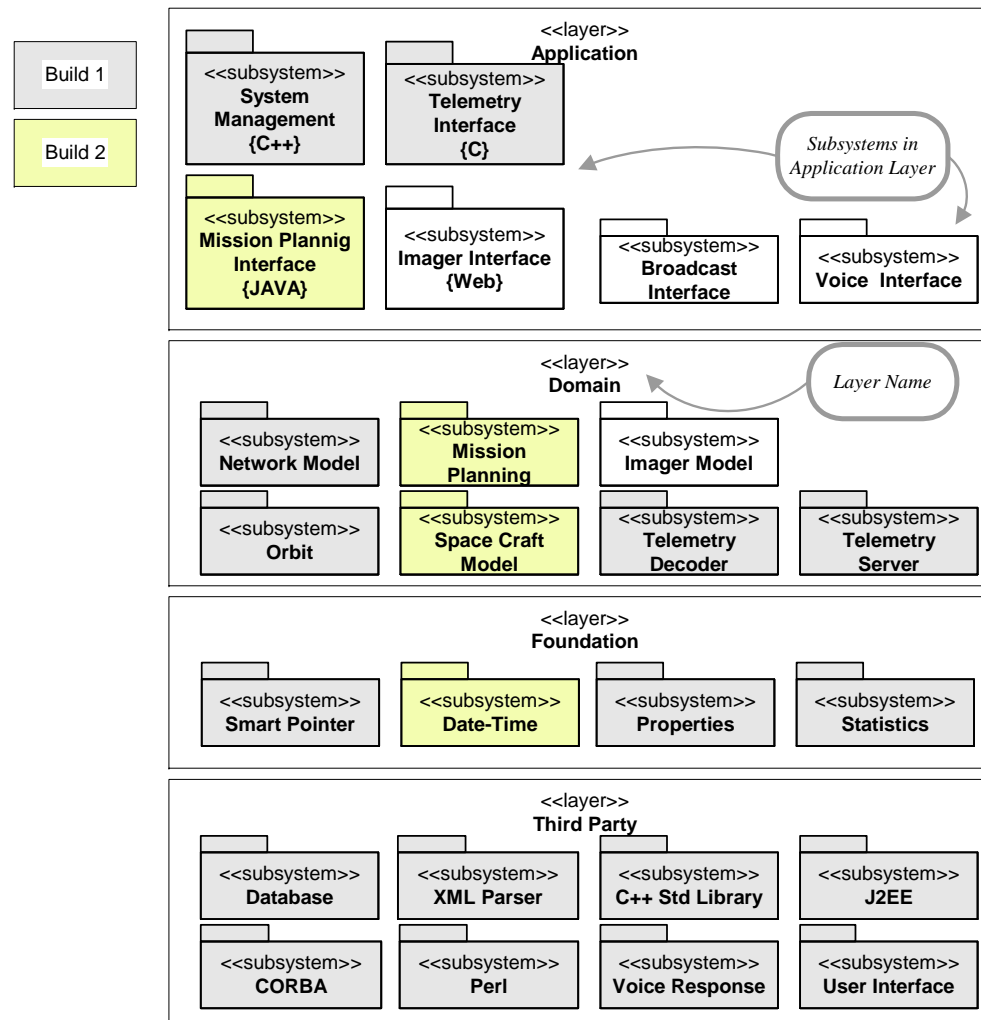 Build 1
Build 2
<<layer>>
Application
<<subsystem>>
System
Management
{C++}
<<subsystem>>
Telemetry
Interface
{C}
Subsystems in
Application Layer
<<subsystem>>
Mission Plannig
Interface
{JAVA}
<<subsystem>>
Imager Interface
{Web}
<<subsystem>>
Broadcast
Interface
<<subsystem>>
Voice Interface
<<layer>>
Domain
Layer Name
<<subsystem>>
Network Model
<<subsystem>>
Mission
Planning
<<subsystem>>
Imager Model
<<subsystem>>
Orbit
<<subsystem>>
Space Craft
Model
<<subsystem>>
Telemetry
Decoder
<<subsystem>>
Telemetry
Server
<<layer>>
Foundation
<<subsystem>>
Smart Pointer
<<subsystem>>
Date-Time
<<subsystem>>
Properties
<<subsystem>>
Statistics
<<layer>>
Third Party
<<subsystem>>
Database
<<subsystem>>
XML Parser
<<subsystem>>
C++ Std Library
<<subsystem>>
J2EE
<<subsystem>>
CORBA
<<subsystem>>
Perl
<<subsystem>>
Voice Response
<<subsystem>>
User Interface